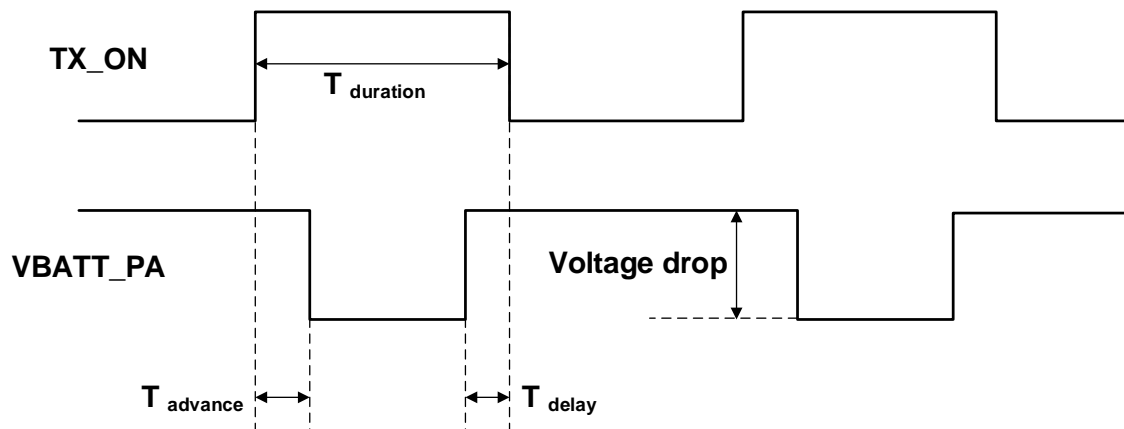 TX_ON
T duration
VBATT_PA
Voltage drop
T advance
T delay